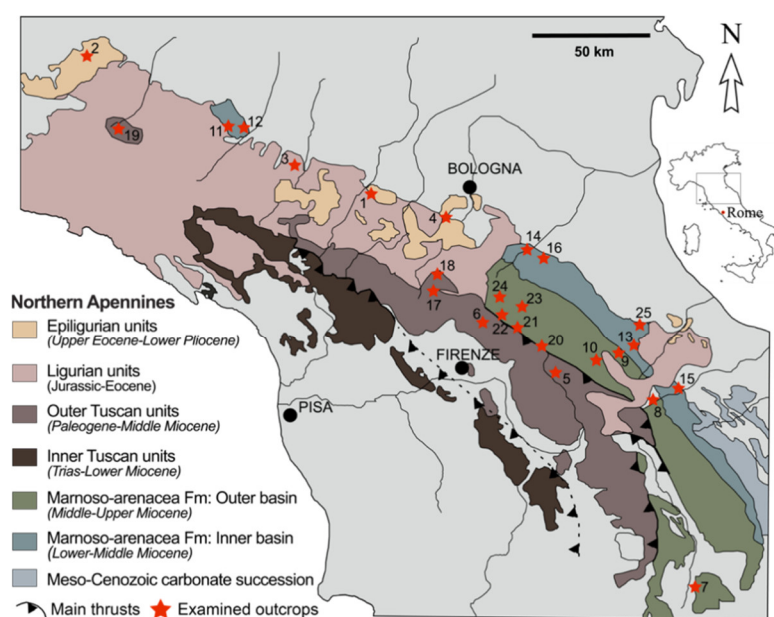 2
50 km
N
19
11
12
3
BOLOGNA
1
4
Rome
14
16
18
17
24
23
6
22
21
25
13
10
9
20
FIRENZE
5
15
8
PISA
7
Northern Apennines
Epiligurian units
(Upper Eocene-Lower Pliocene)
Ligurian units
(Jurassic-Eocene)
Outer Tuscan units
(Paleogene-Middle Miocene)
Inner Tuscan units
(Trias-Lower Miocene)
Marnoso-arenacea Fm: Outer basin
(Middle-Upper Miocene)
Marnoso-arenacea Fm: Inner basin
(Lower-Middle Miocene)
Meso-Cenozoic carbonate succession
Main thrusts
Examined outcrops